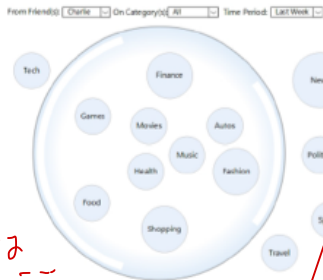 From Friend(s): Charlie On Category(s): All Time Period: Last Week
Tech
Finance
Games
Movies
Autos
Music
Health
Fashion
Food
Shopping
Travel